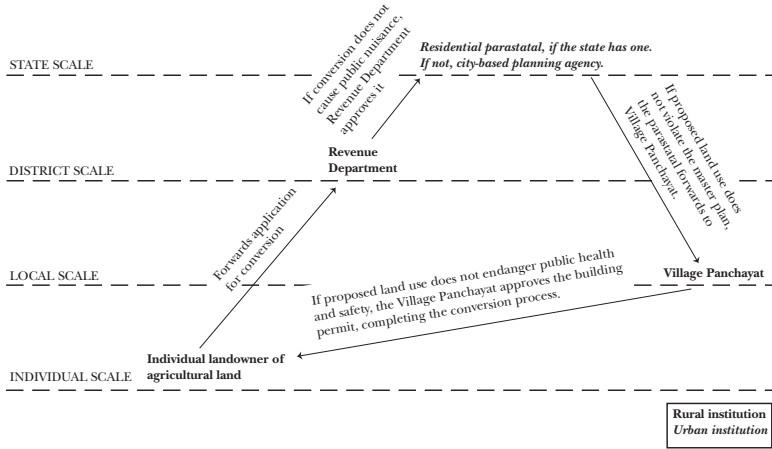 STATE SCALE
If conversion does not
cause public nuisance,
Revenue Department
approves it
Residential parastatal, if the state has one.
If not, city-based planning agency.
If proposed land use does
not violate the master plan,
the parastatal forwards to
Village Panchayat.
DISTRICT SCALE
Revenue
Department
Forwards application
for conversion
LOCAL SCALE
Village Panchayat
If proposed land use does not endanger public health
and safety, the Village Panchayat approves the building
permit, completing the conversion process.
INDIVIDUAL SCALE
Individual landowner of
agricultural land
Rural institution
Urban institution